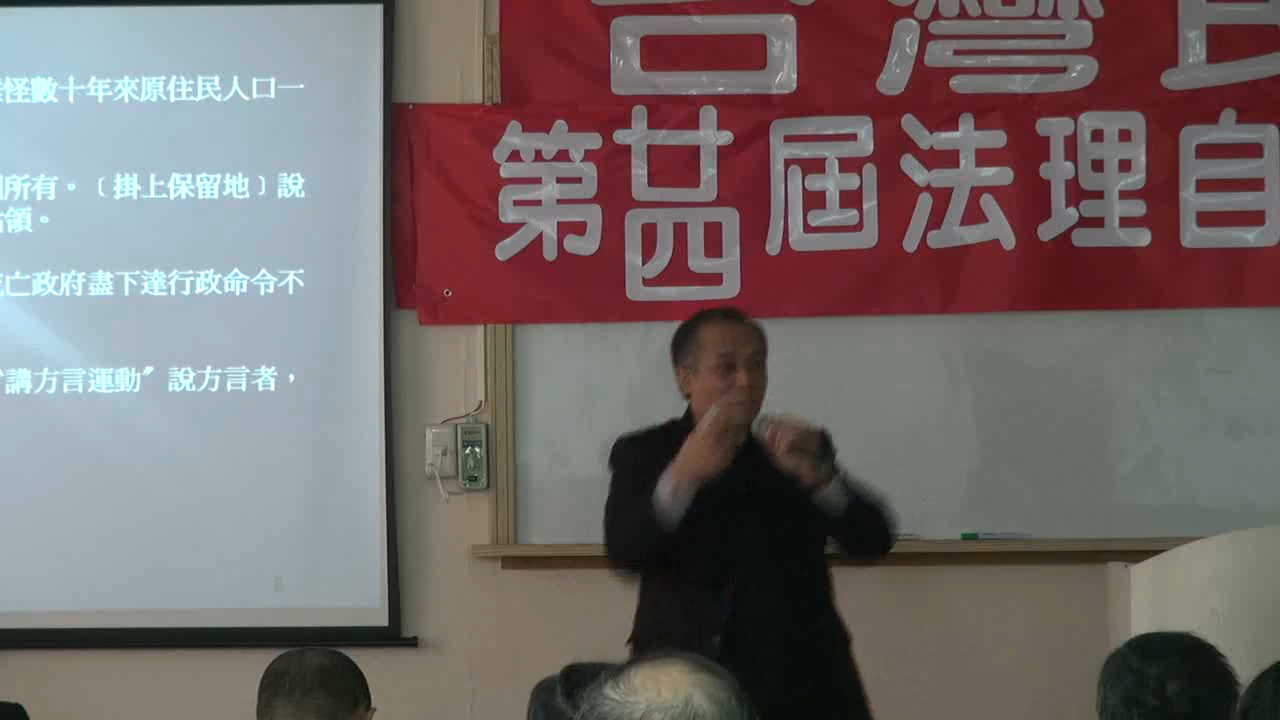 怪數十年來原住民人口一
所有。﹝掛上保留地﹞說
領。
亡政府盡下達行政命令不
〝講方言運動〞說方言者，
台灣民
第廿四屆法理自